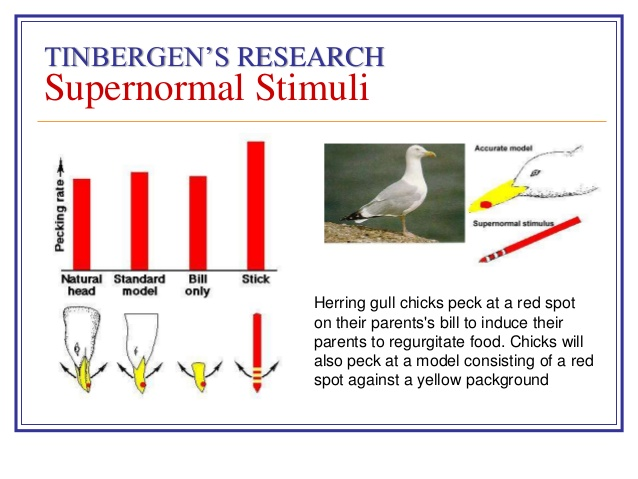 TINBERGEN'S RESEARCH
Supernormal Stimuli
Pecking rate
Natural head
Standard model
Bill only
Stick
Accurate model
Supernormal stimulus
Herring gull chicks peck at a red spot
on their parents's bill to induce their
parents to regurgitate food. Chicks will
also peck at a model consisting of a red
spot against a yellow packground